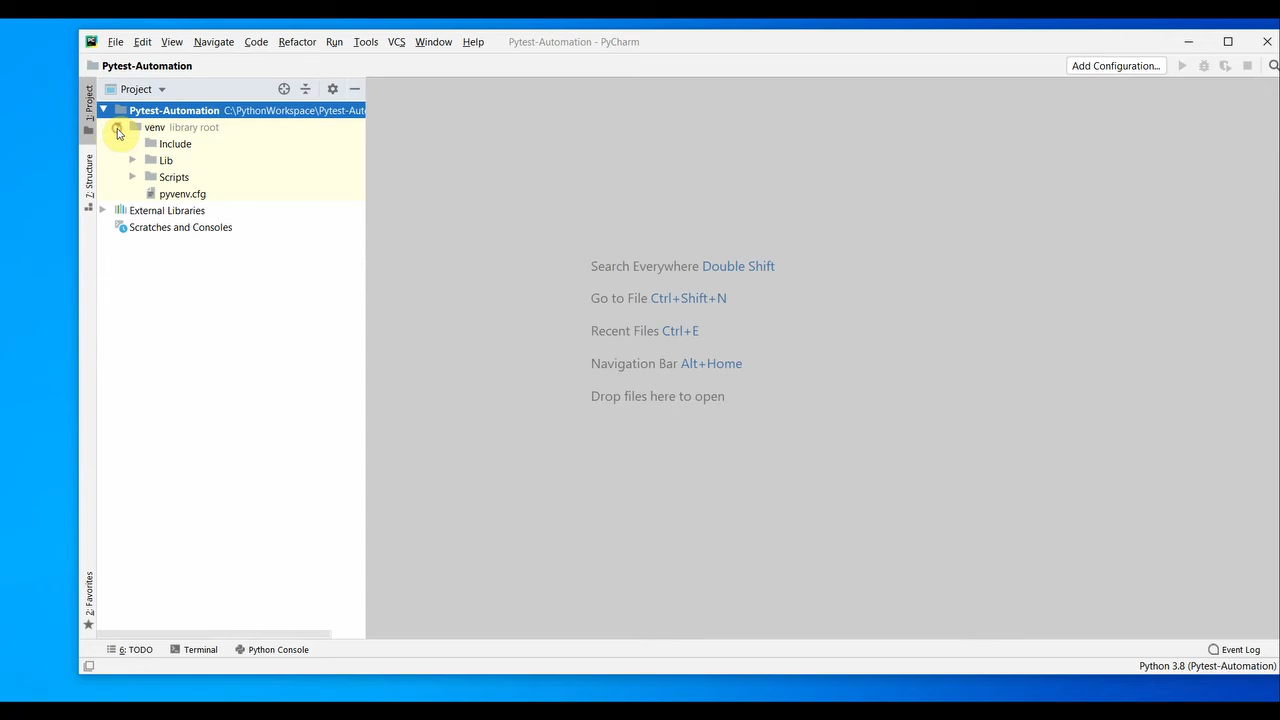 PC File Edit View Navigate Code Refactor Run Tools VCS Window Help Pytest-Automation - PyCharm
Pytest-Automation Add Configuration...
1: Project
Project
Pytest-Automation C:\PythonWorkspace\Pytest-Aut
venv library root
Include
Lib
Scripts
pyvenv.cfg
External Libraries
Scratches and Consoles
7: Structure
2: Favorites
Search Everywhere Double Shift
Go to File Ctrl+Shift+N
Recent Files Ctrl+E
Navigation Bar Alt+Home
Drop files here to open
6: TODO Terminal Python Console Event Log
Python 3.8 (Pytest-Automation)